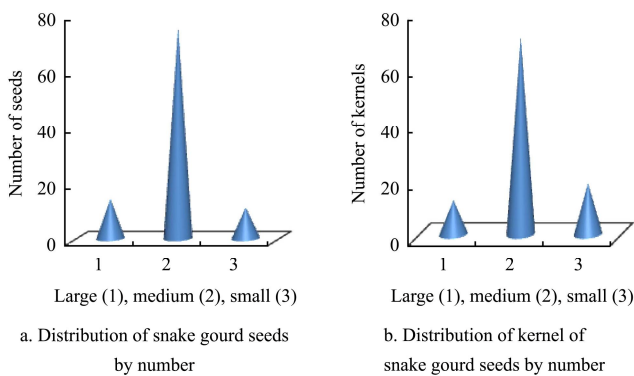 80
60
40
20
0
Number of seeds
1 2 3
Large (1), medium (2), small (3)
a. Distribution of snake gourd seeds
by number
80
60
40
20
0
Number of kernels
1 2 3
Large (1), medium (2), small (3)
b. Distribution of kernel of
snake gourd seeds by number